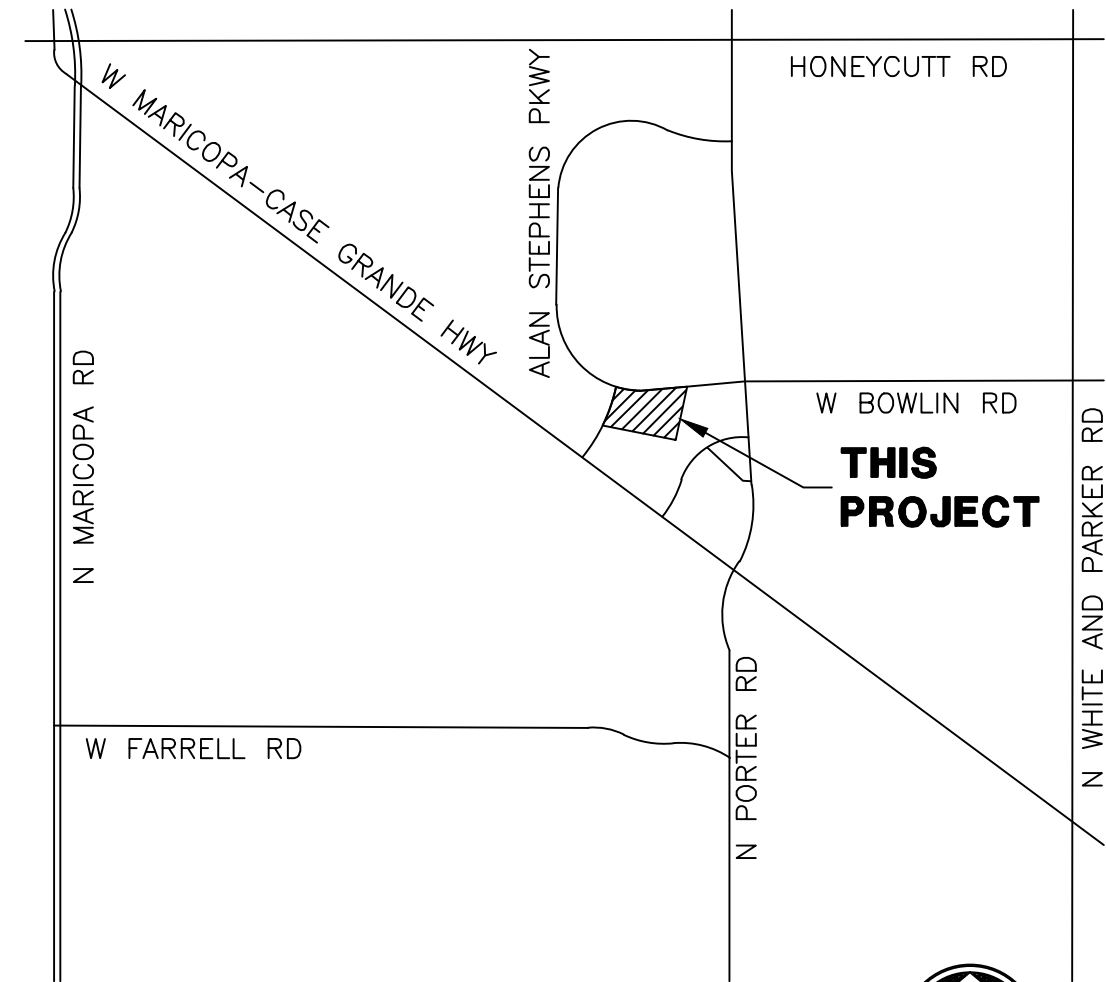 HONEYCUTT RD
W MARICOPA-CASE GRANDE HWY
ALAN STEPHENS PKWY
N MARICOPA RD
W BOWLIN RD
THIS
PROJECT
N WHITE AND PARKER RD
N PORTER RD
W FARRELL RD